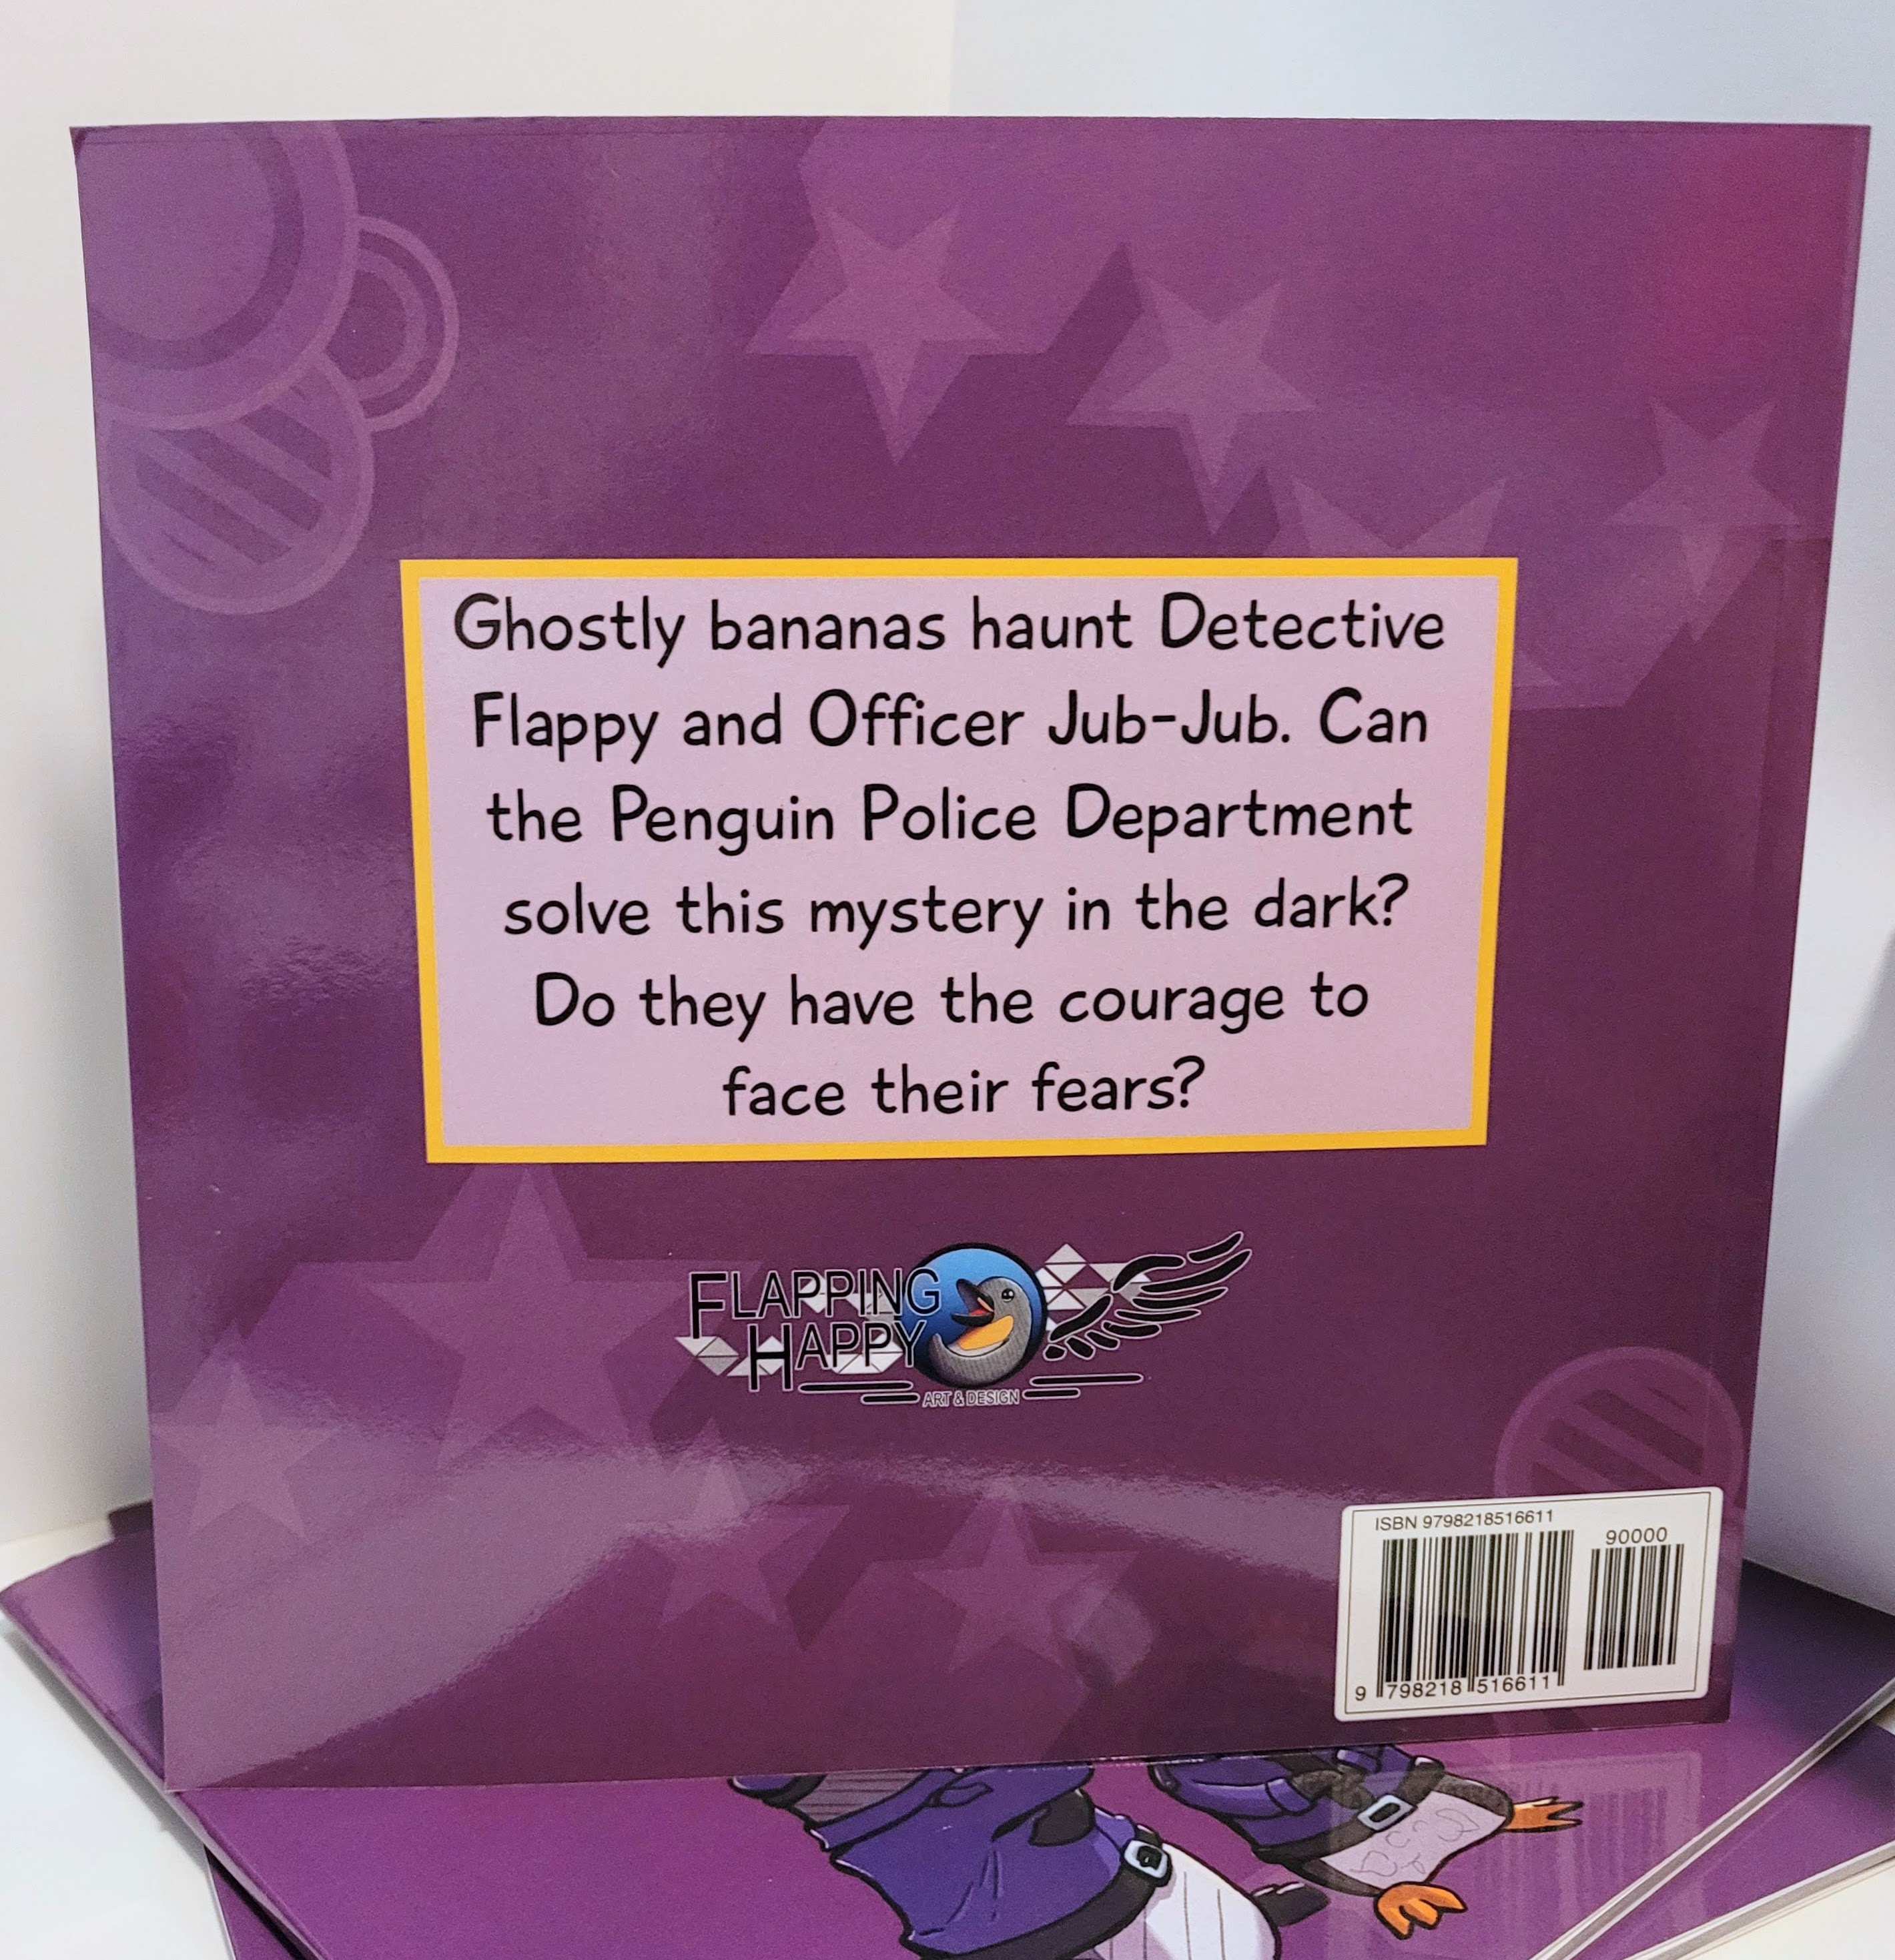 Ghostly bananas haunt Detective
Flappy and Officer Jub-Jub. Can
the Penguin Police Department
solve this mystery in the dark?
Do they have the courage to
face their fears?
FLAPPING
HAPPY
ART & DESIGN
ISBN 9798218516611
90000
9 798218 516611